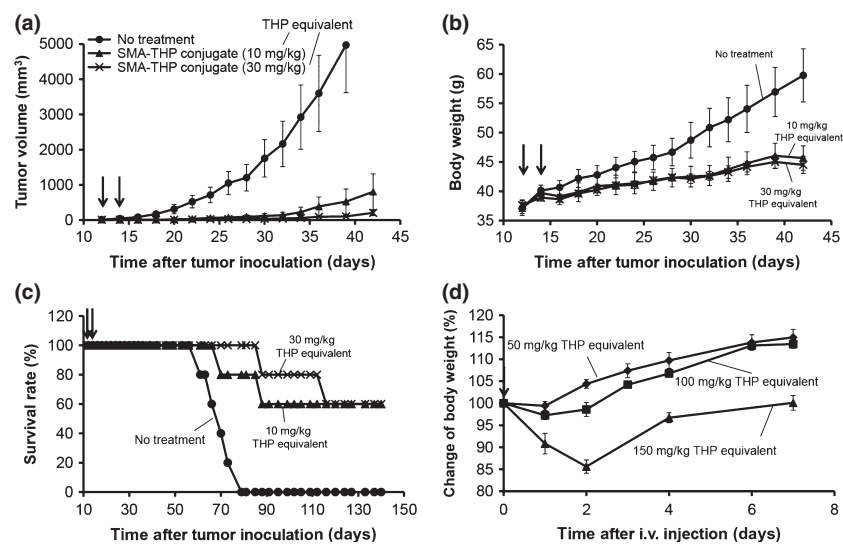 (a)
THP equivalent
No treatment
SMA-THP conjugate (10 mg/kg)
SMA-THP conjugate (30 mg/kg)
Tumor volume (mm³)
5000
4000
3000
2000
1000
0
10 15 20 25 30 35 40 45
Time after tumor inoculation (days)
(b)
No treatment
10 mg/kg
THP equivalent
30 mg/kg
THP equivalent
Body weight (g)
65
60
55
50
45
40
35
10 15 20 25 30 35 40 45
Time after tumor inoculation (days)
(c)
30 mg/kg
THP equivalent
No treatment
10 mg/kg
THP equivalent
Survival rate (%)
120
100
80
60
40
20
0
10 30 50 70 90 110 130 150
Time after tumor inoculation (days)
(d)
50 mg/kg THP equivalent
100 mg/kg THP equivalent
150 mg/kg THP equivalent
Change of body weight (%)
120
115
110
105
100
95
90
85
80
0 2 4 6 8
Time after i.v. injection (days)